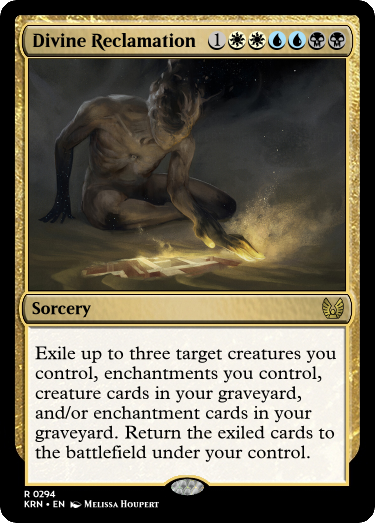 Divine Reclamation 1
Sorcery
Exile up to three target creatures you
control, enchantments you control,
creature cards in your graveyard,
and/or enchantment cards in your
graveyard. Return the exiled cards to
the battlefield under your control.
R 0294
KRN • EN Melissa Houpert